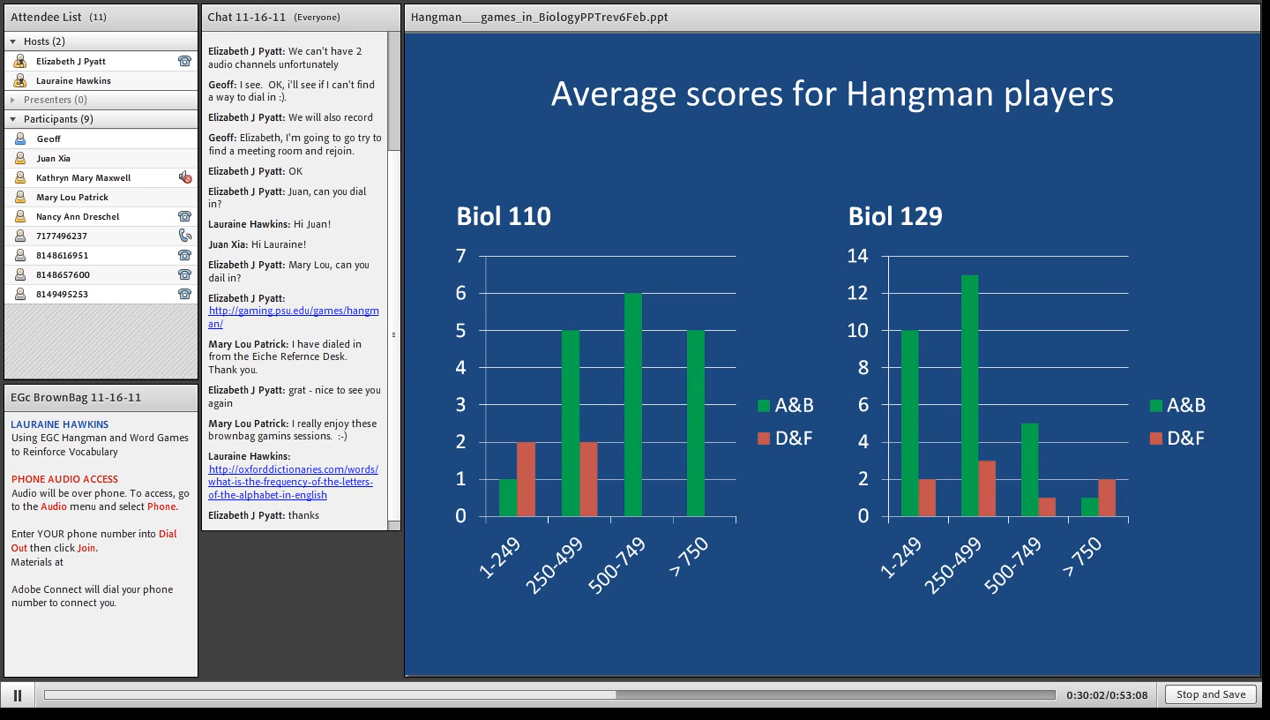 Attendee List (11)
Hosts (2)
Elizabeth J Pyatt
Lauraine Hawkins
Presenters (0)
Participants (9)
Geoff
Juan Xia
Kathryn Mary Maxwell
Mary Lou Patrick
Nancy Ann Dreschel
7177496237
8148616951
8148657600
8149495253
EGc BrownBag 11-16-11
LAURAINE HAWKINS
Using EGC Hangman and Word Games
to Reinforce Vocabulary
PHONE AUDIO ACCESS
Audio will be over phone. To access, go
to the Audio menu and select Phone.
Enter YOUR phone number into Dial
Out then click Join.
Materials at
Adobe Connect will dial your phone
number to connect you.
Chat 11-16-11 (Everyone)
Elizabeth J Pyatt: We can't have 2
audio channels unfortunately
Geoff: I see. OK, i'll see if I can't find
a way to dial in :).
Elizabeth J Pyatt: We will also record
Geoff: Elizabeth, I'm going to go try to
find a meeting room and rejoin.
Elizabeth J Pyatt: OK
Elizabeth J Pyatt: Juan, can you dial
in?
Lauraine Hawkins: Hi Juan!
Juan Xia: Hi Lauraine!
Elizabeth J Pyatt: Mary Lou, can you
dail in?
Elizabeth J Pyatt:
http://gaming.psu.edu/games/hangm
an/
Mary Lou Patrick: I have dialed in
from the Eiche Refernce Desk.
Thank you.
Elizabeth J Pyatt: grat - nice to see you
again
Mary Lou Patrick: I really enjoy these
brownbag gamins sessions. :-)
Lauraine Hawkins:
http://oxforddictionaries.com/words/
what-is-the-frequency-of-the-letters-
of-the-alphabet-in-english
Elizabeth J Pyatt: thanks
Hangman___games_in_BiologyPPTrev6Feb.ppt
Average scores for Hangman players
Biol 110
7
6
5
4
3
2
1
0
1-249
250-499
500-749
> 750
A&B
D&F
Biol 129
14
12
10
8
6
4
2
0
1-249
250-499
500-749
> 750
A&B
D&F
0:30:02/0:53:08
Stop and Save